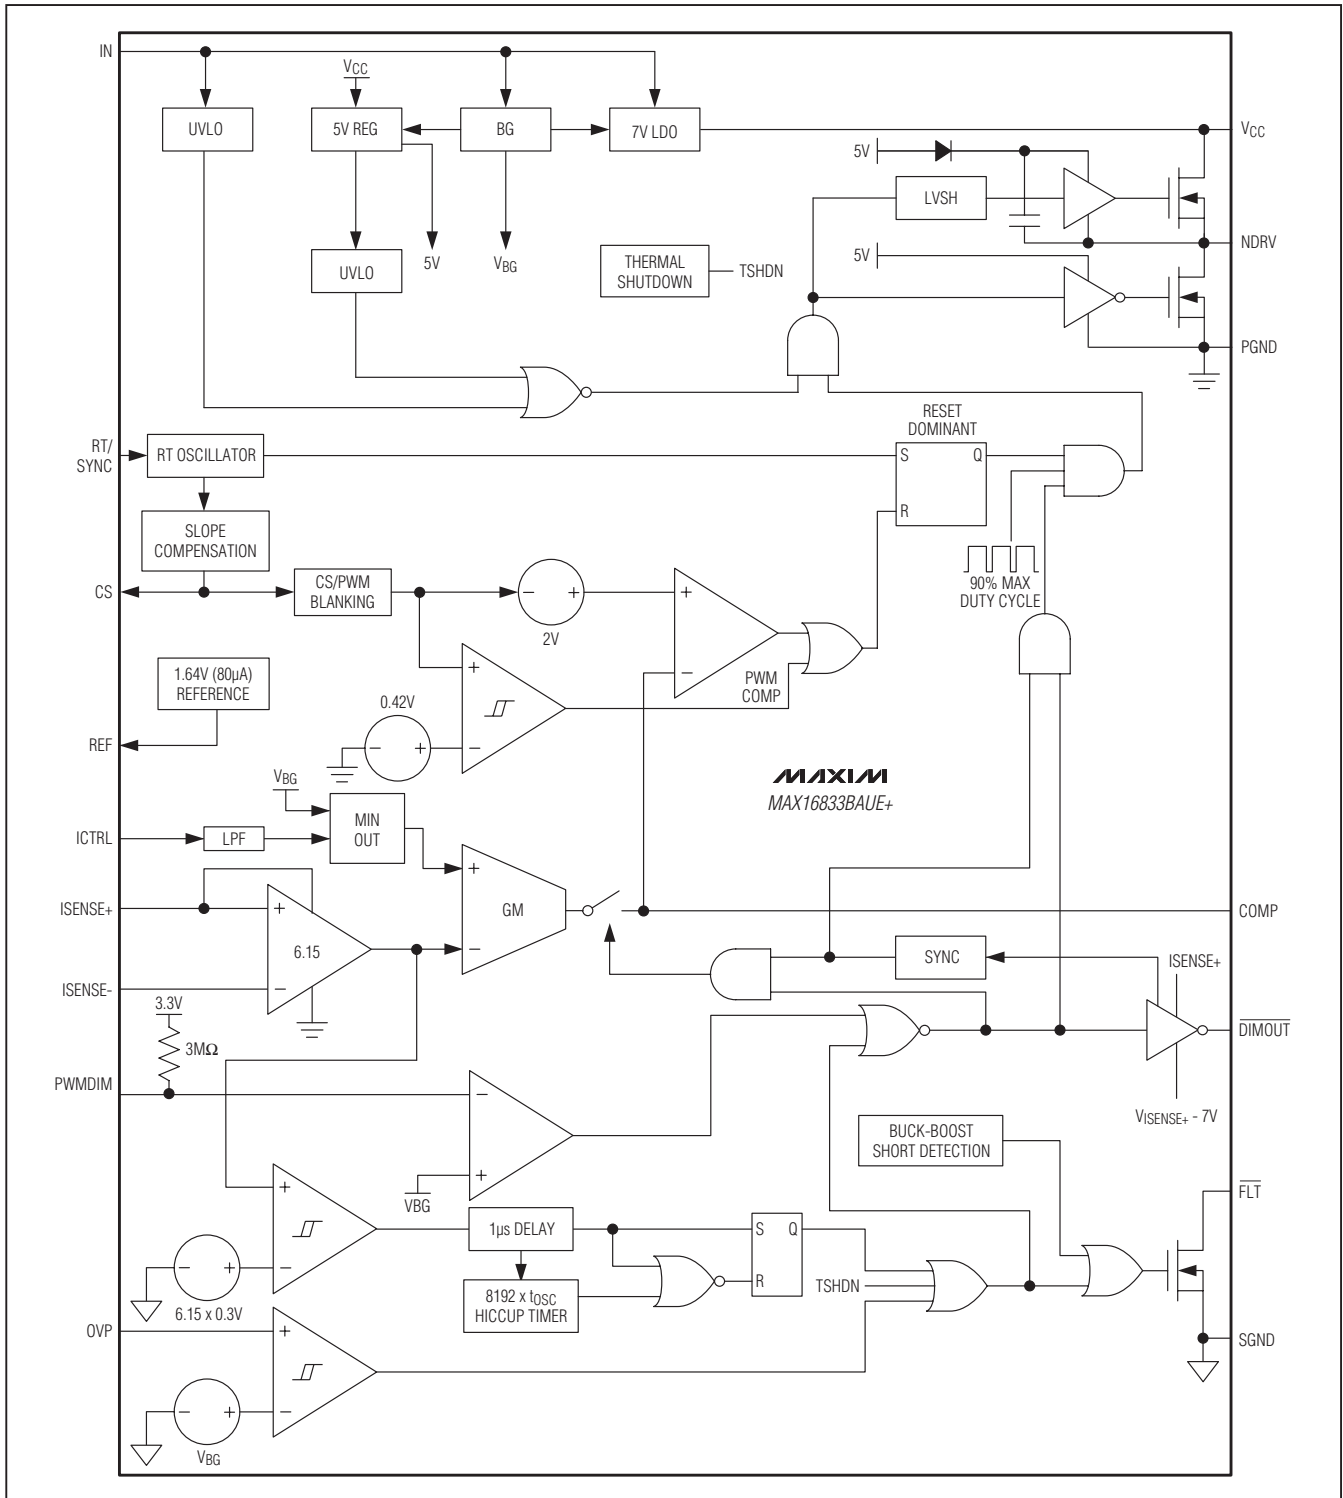 IN
VCC
UVLO
5V REG
BG
7V LDO
VCC
5V
LVSH
NDRV
5V
VBG
THERMAL
SHUTDOWN
TSHDN
5V
UVLO
PGND
RESET
DOMINANT
RT/
SYNC
RT OSCILLATOR
S
Q
R
SLOPE
COMPENSATION
CS
CS/PWM
BLANKING
-
+
2V
+
-
90% MAX
DUTY CYCLE
PWM
COMP
1.64V (80µA)
REFERENCE
0.42V
+
-
-
+
REF
MAXIM
MAX16833BAUE+
VBG
MIN
OUT
ICTRL
LPF
+
GM
-
COMP
ISENSE+
+
6.15
-
ISENSE-
SYNC
ISENSE+
3.3V
3MΩ
DIMOUT
PWMDIM
-
+
VBG
VISENSE+ - 7V
BUCK-BOOST
SHORT DETECTION
FLT
+
-
-
+
6.15 x 0.3V
1µs DELAY
8192 x tOSC
HICCUP TIMER
S
Q
R
TSHDN
OVP
+
-
-
+
VBG
SGND